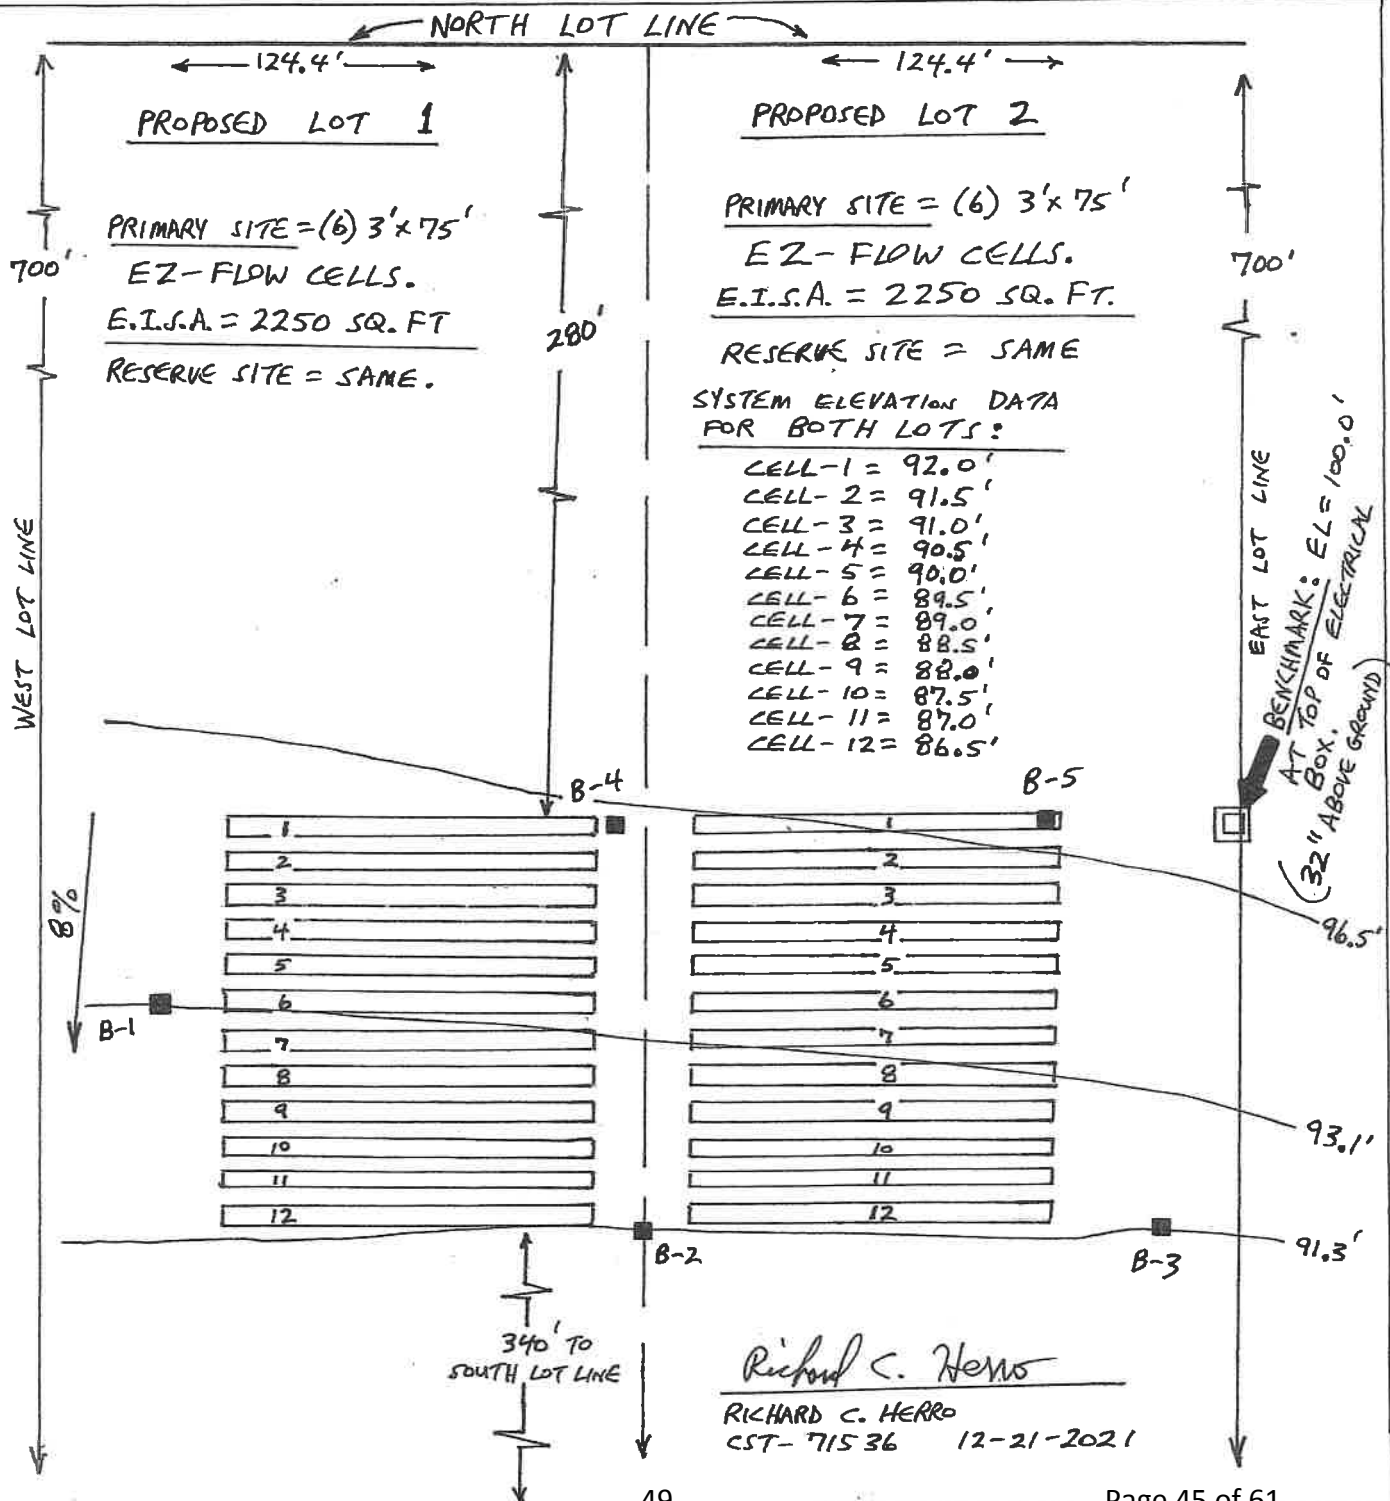 NORTH LOT LINE
124.4'
124.4'
PROPOSED LOT 1
PROPOSED LOT 2
PRIMARY SITE = (6) 3' x 75'
EZ-FLOW CELLS.
E.I.S.A. = 2250 SQ. FT
RESERVE SITE = SAME.
PRIMARY SITE = (6) 3' x 75'
EZ-FLOW CELLS.
E.I.S.A. = 2250 SQ. FT.
RESERVE SITE = SAME
700'
280'
700'
SYSTEM ELEVATION DATA
FOR BOTH LOTS:
CELL-1 = 92.0'
CELL-2 = 91.5'
CELL-3 = 91.0'
CELL-4 = 90.5'
CELL-5 = 90.0'
CELL-6 = 89.5'
CELL-7 = 89.0'
CELL-8 = 88.5'
CELL-9 = 88.0'
CELL-10 = 87.5'
CELL-11 = 87.0'
CELL-12 = 86.5'
WEST LOT LINE
EAST LOT LINE
BENCHMARK: EL = 100.0'
AT TOP OF ELECTRICAL
BOX.
(32" ABOVE GROUND)
B-4
B-5
1
1
2
2
3
3
4
4
5
5
6
6
7
7
8
8
9
9
10
10
11
11
12
12
8%
96.5'
B-1
93.1'
B-2
B-3
91.3'
340' TO
SOUTH LOT LINE
Richard C. Herro
RICHARD C. HERRO
CST-71536 12-21-2021
49
Page 45 of 61